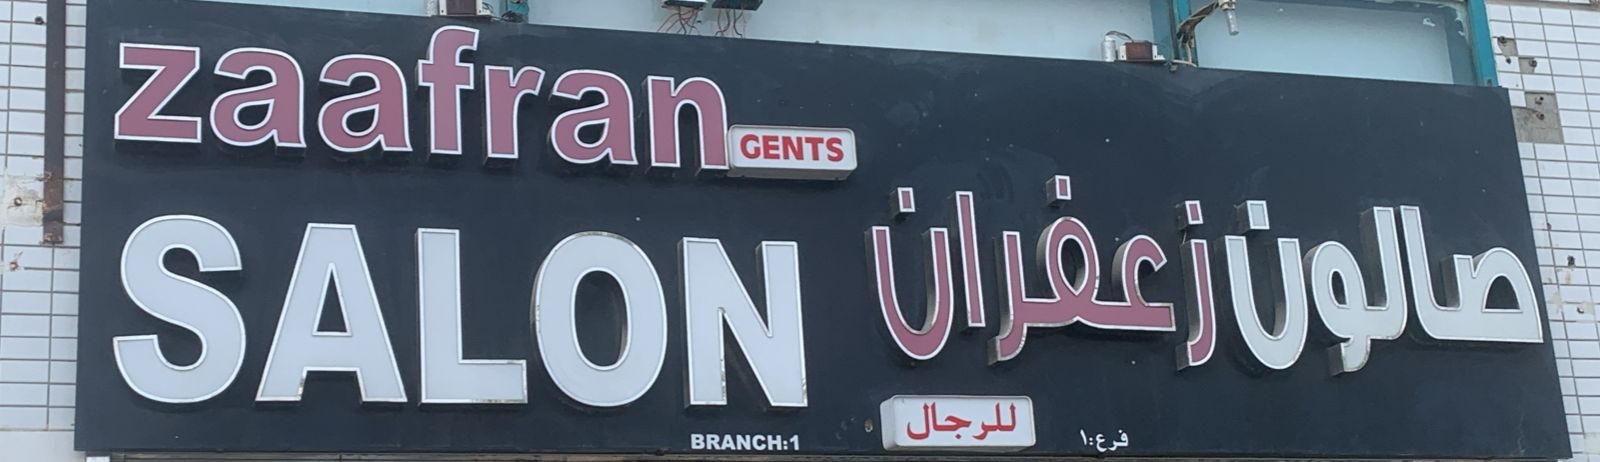 zaafran
GENTS
SALON
BRANCH:1
صالون زعفران
للرجال
فرع:١